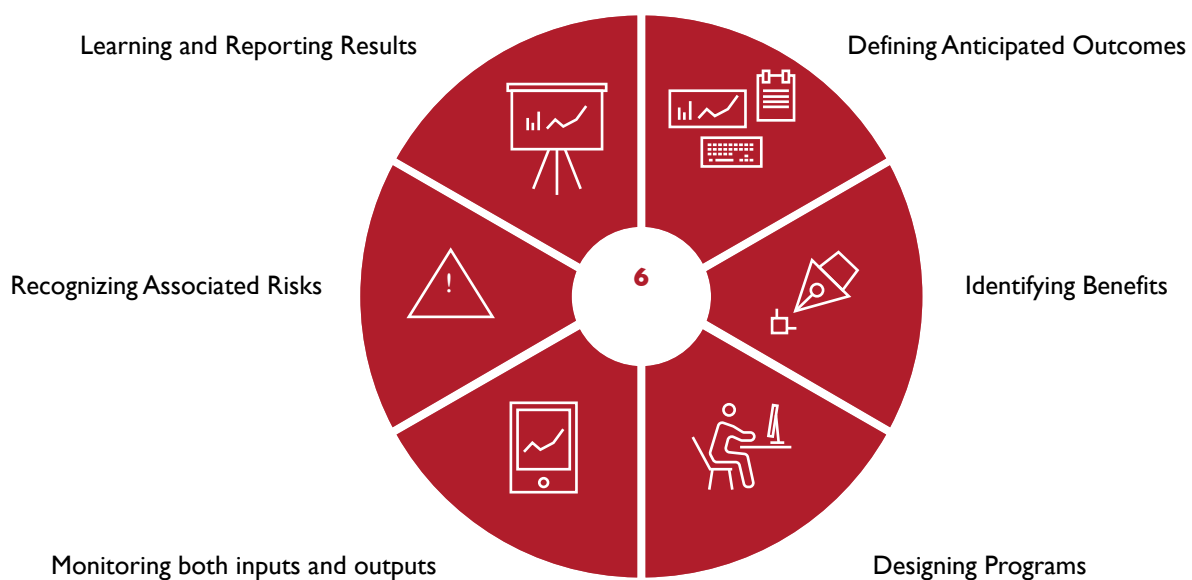 Learning and Reporting Results
Defining Anticipated Outcomes
Recognizing Associated Risks
!
6
Identifying Benefits
Monitoring both inputs and outputs
Designing Programs